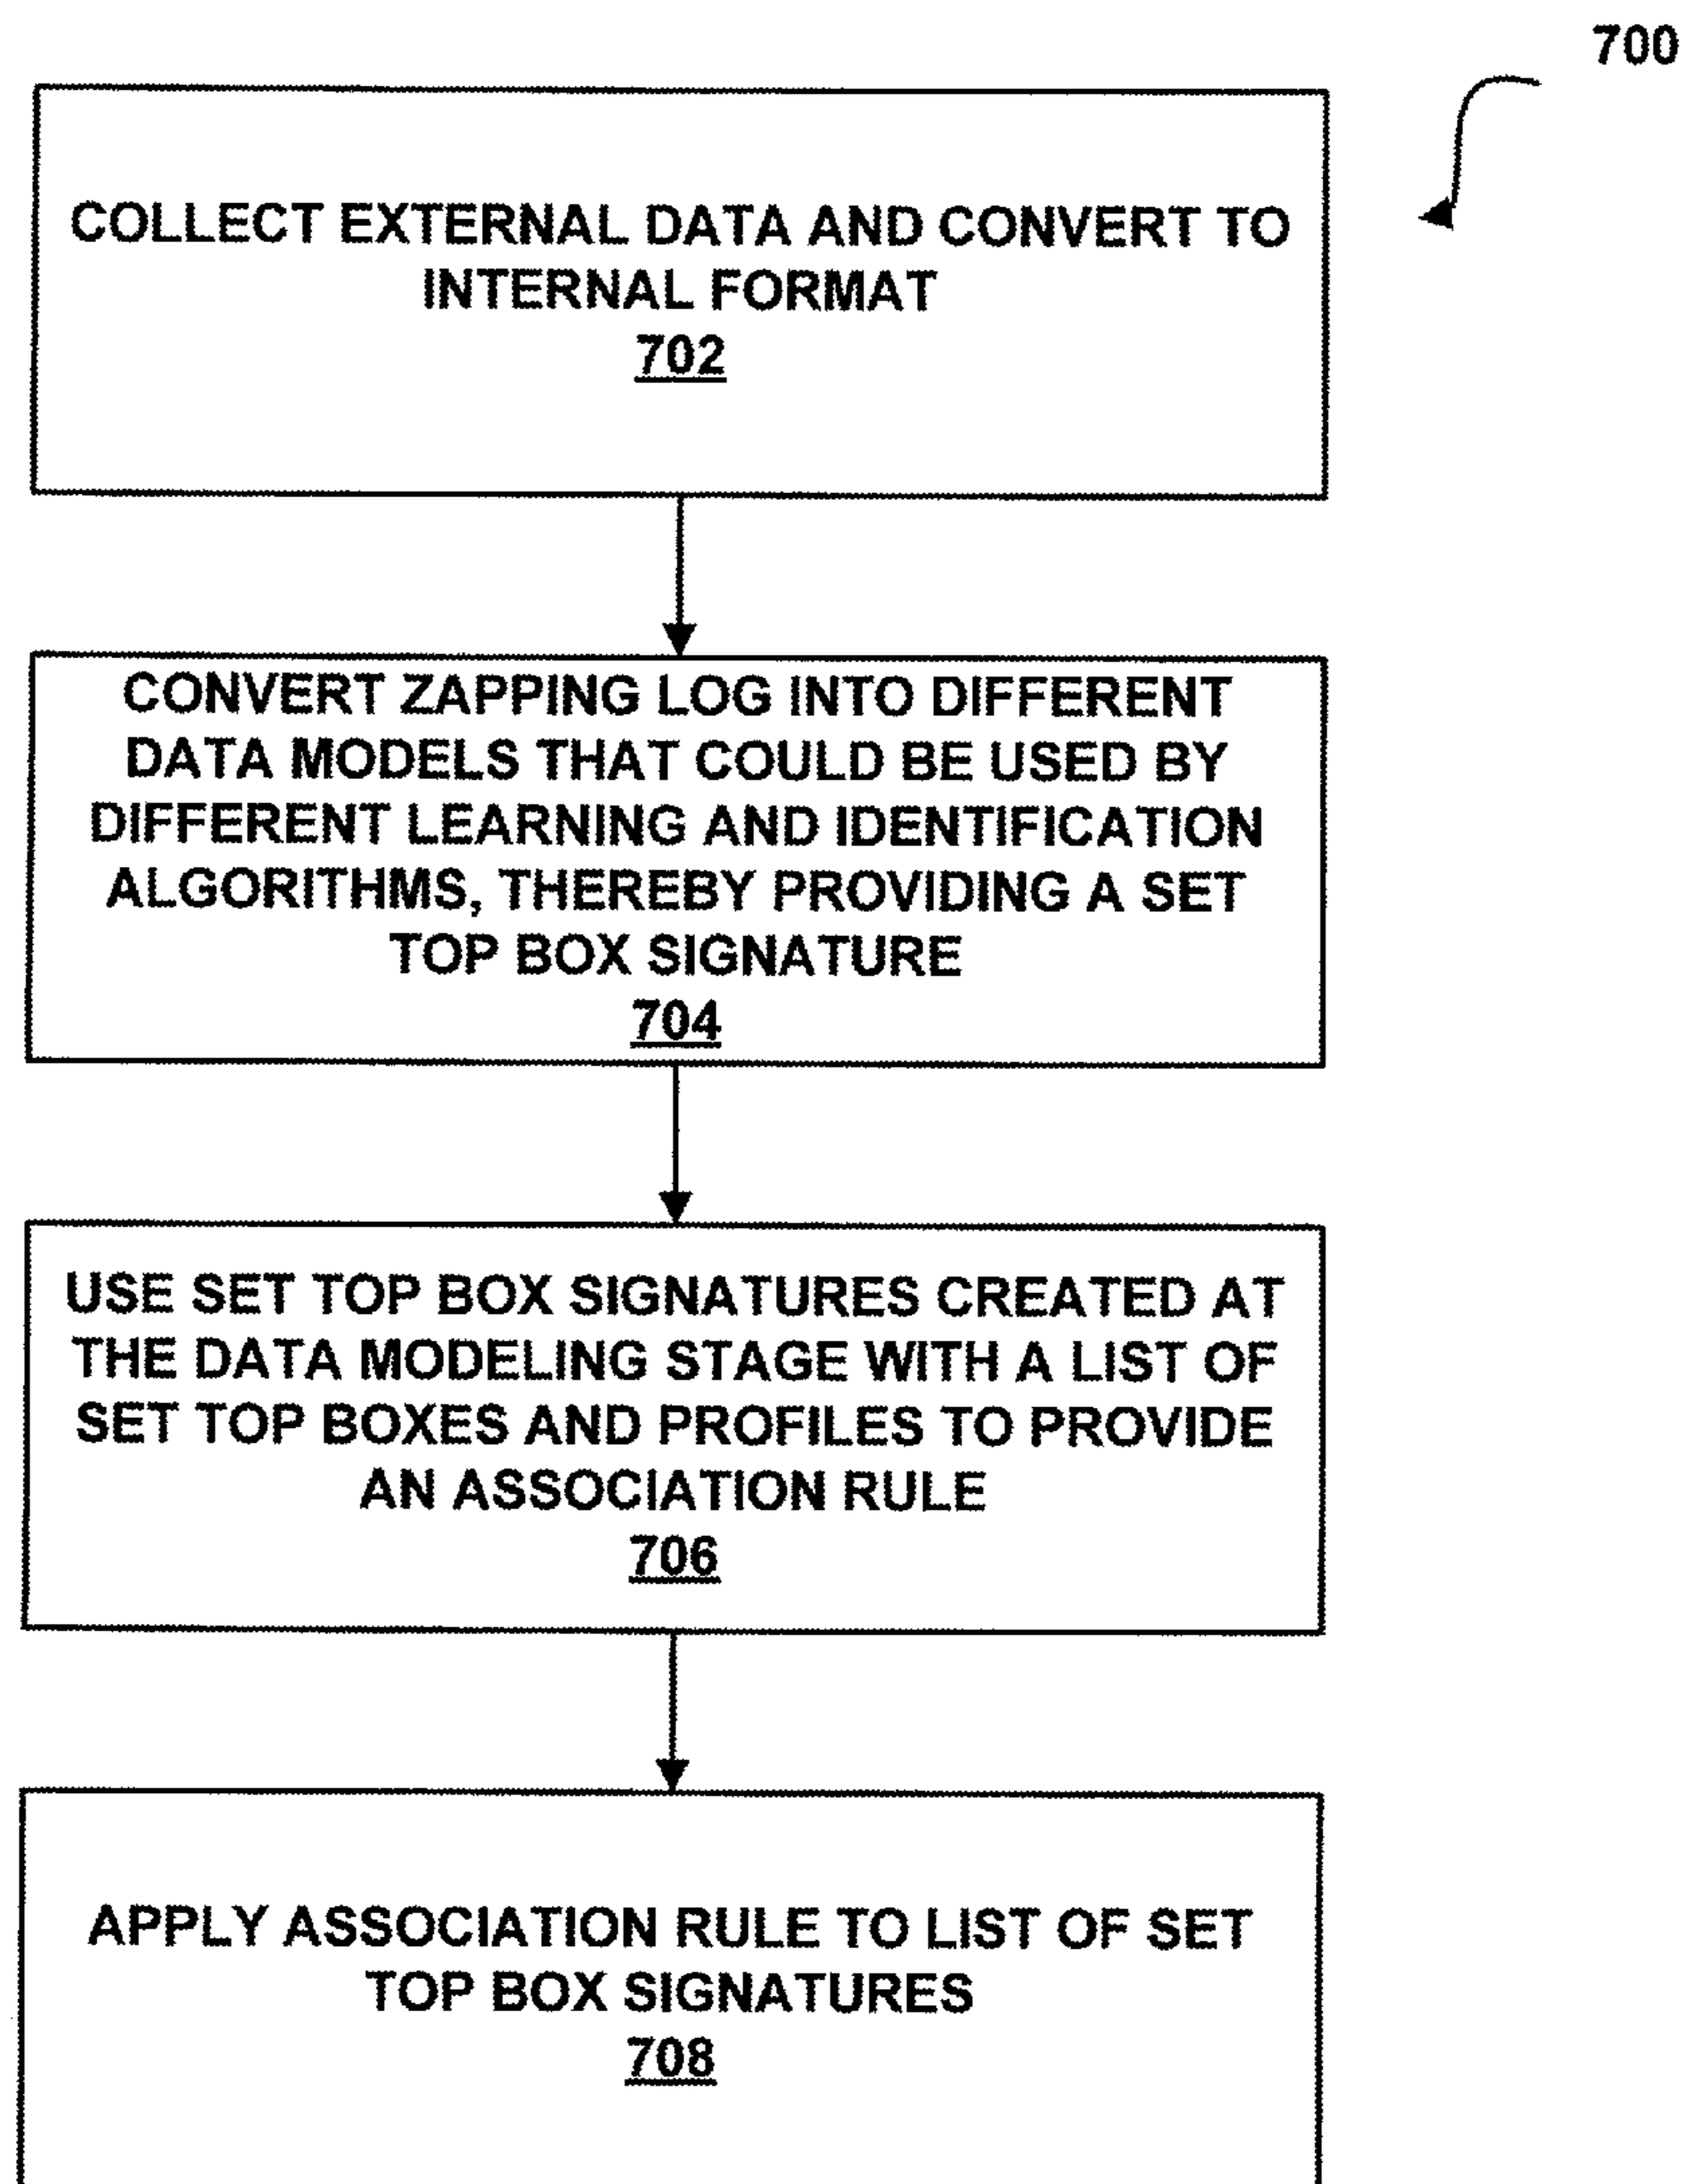 700
COLLECT EXTERNAL DATA AND CONVERT TO
INTERNAL FORMAT
702
CONVERT ZAPPING LOG INTO DIFFERENT
DATA MODELS THAT COULD BE USED BY
DIFFERENT LEARNING AND IDENTIFICATION
ALGORITHMS, THEREBY PROVIDING A SET
TOP BOX SIGNATURE
704
USE SET TOP BOX SIGNATURES CREATED AT
THE DATA MODELING STAGE WITH A LIST OF
SET TOP BOXES AND PROFILES TO PROVIDE
AN ASSOCIATION RULE
706
APPLY ASSOCIATION RULE TO LIST OF SET
TOP BOX SIGNATURES
708